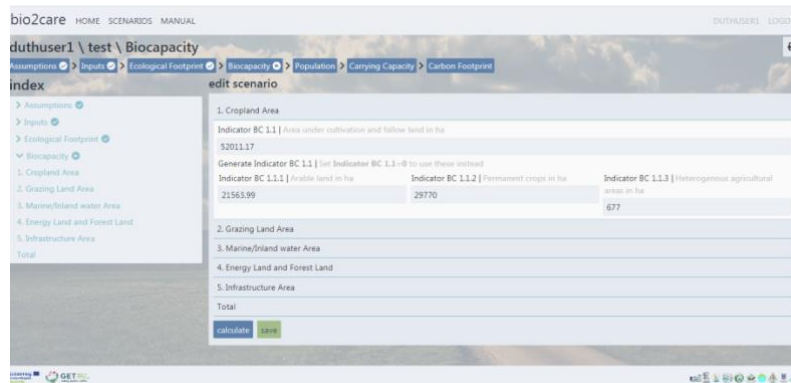 bio2care HOME SCENARIOS MANUAL DUTHUSER1 LOGO
duthuser1 \ test \ Biocapacity
Assumptions > Inputs > Ecological Footprint > Biocapacity > Population > Carrying Capacity > Carbon Footprint
index
> Assumptions
> Inputs
> Ecological Footprint
Biocapacity
1. Cropland Area
2. Grazing Land Area
3. Marine/Inland water Area
4. Energy Land and Forest Land
5. Infrastructure Area
Total
edit scenario
1. Cropland Area
Indicator BC 1.1 | Area under cultivation and fallow land in ha
52011.17
Generate Indicator BC 1.1 | Set Indicator BC 1.1=0 to use these instead
Indicator BC 1.1.1 | Arable land in ha
21563.99
Indicator BC 1.1.2 | Permanent crops in ha
29770
Indicator BC 1.1.3 | Heterogenous agricultural
areas in ha
677
2. Grazing Land Area
3. Marine/Inland water Area
4. Energy Land and Forest Land
5. Infrastructure Area
Total
calculate save
GET